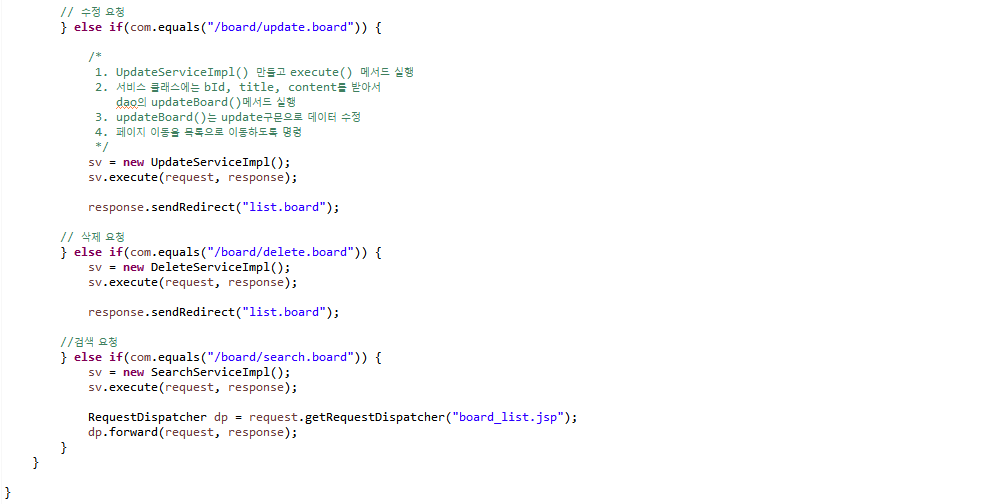 // 수정 요청
} else if(com.equals("/board/update.board")) {
/*
1. UpdateServiceImpl() 만들고 execute() 메서드 실행
2. 서비스 클래스에는 bId, title, content를 받아서
dao의 updateBoard()메서드 실행
3. updateBoard()는 update구문으로 데이터 수정
4. 페이지 이동을 목록으로 이동하도록 명령
*/
sv = new UpdateServiceImpl();
sv.execute(request, response);
response.sendRedirect("list.board");
// 삭제 요청
} else if(com.equals("/board/delete.board")) {
sv = new DeleteServiceImpl();
sv.execute(request, response);
response.sendRedirect("list.board");
//검색 요청
} else if(com.equals("/board/search.board")) {
sv = new SearchServiceImpl();
sv.execute(request, response);
RequestDispatcher dp = request.getRequestDispatcher("board_list.jsp");
dp.forward(request, response);
}
}
}